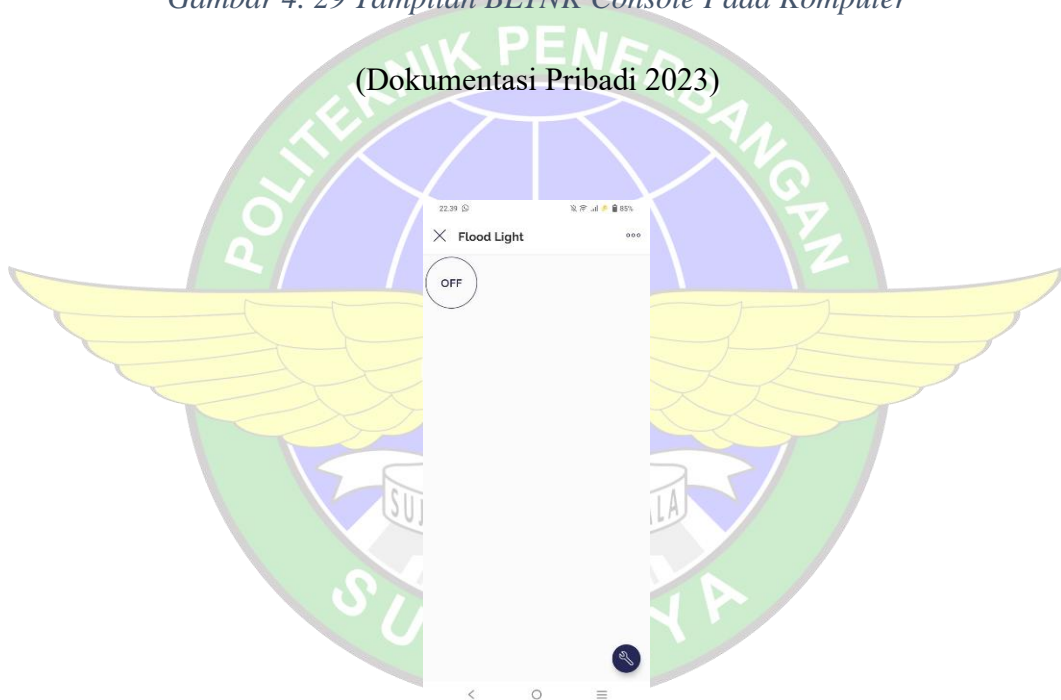 Gambar 4. 29 Tampilan BLYNK Console Pada Komputer
(Dokumentasi Pribadi 2023)
POLITEKNIK PENERBANGAN
22.39 85%
Flood Light
OFF